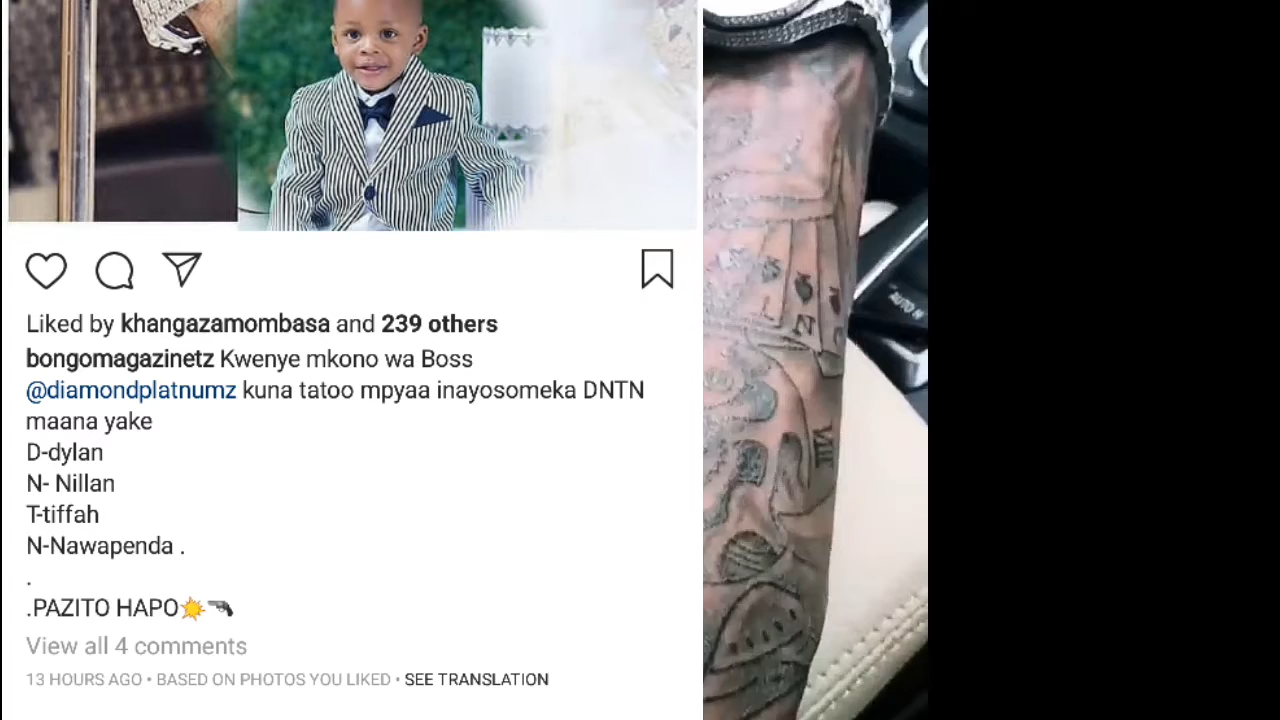 Liked by khangazamombasa and 239 others
bongomagazinetz Kwenye mkono wa Boss
@diamondplatnumz kuna tatoo mpyaa inayosomeka DNTN
maana yake
D-dylan
N- Nillan
T-tiffah
N-Nawapenda .
.
.PAZITO HAPO💥🔫
View all 4 comments
13 HOURS AGO • BASED ON PHOTOS YOU LIKED • SEE TRANSLATION
VIII